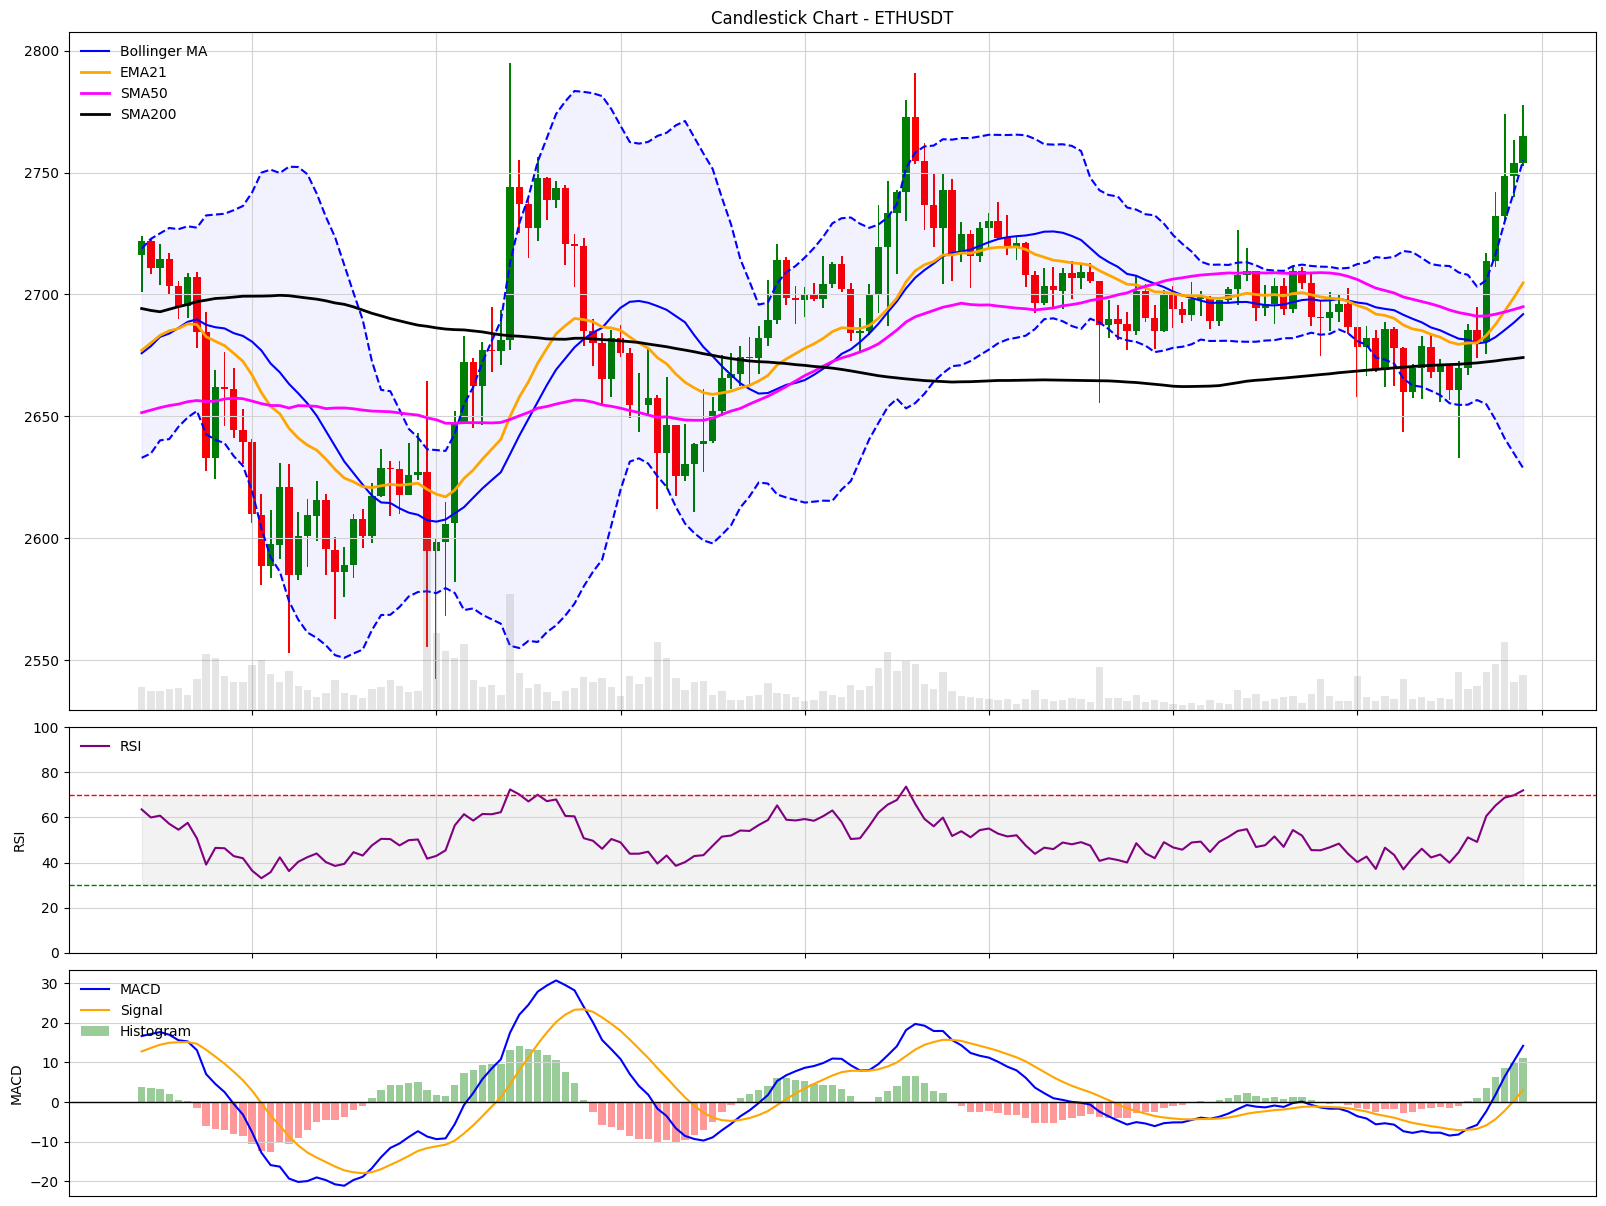 Candlestick Chart - ETHUSDT
Bollinger MA
EMA21
SMA50
SMA200
2800
2750
2700
2650
2600
2550
RSI
RSI
100
80
60
40
20
0
MACD
Signal
Histogram
MACD
30
20
10
0
−10
−20